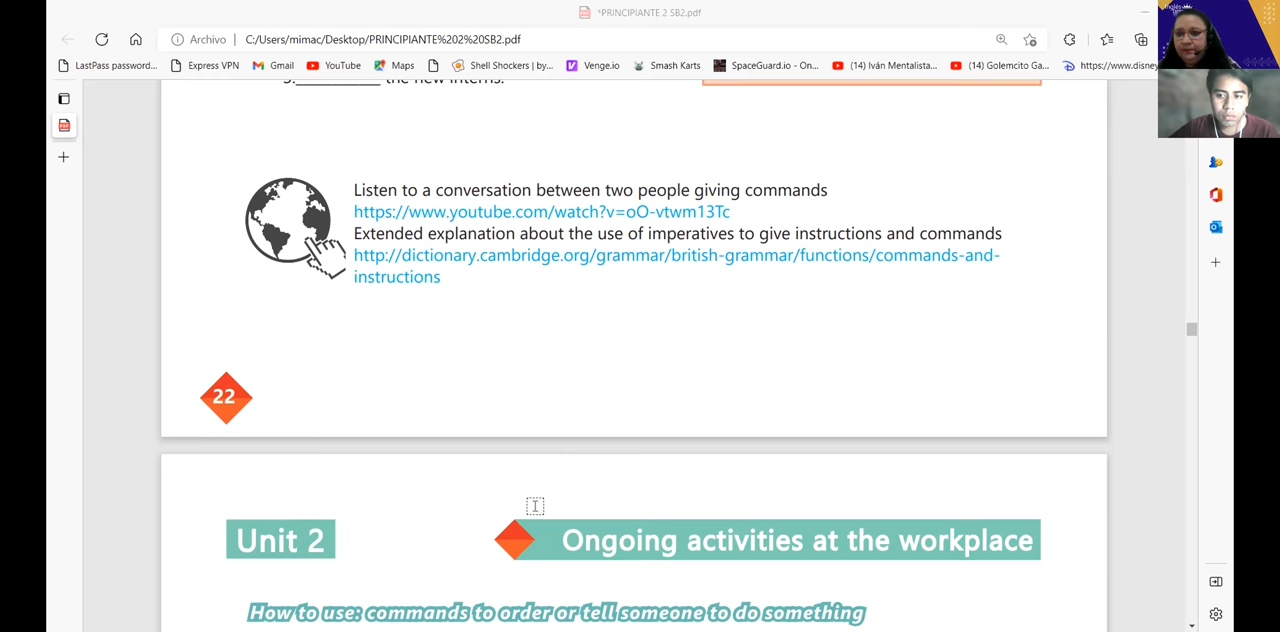 *PRINCIPIANTE 2 SB2.pdf
Archivo C:/Users/mimac/Desktop/PRINCIPIANTE%202%20SB2.pdf
LastPass password... Express VPN Gmail YouTube Maps Shell Shockers | by... Venge.io Smash Karts SpaceGuard.io - On... (14) Iván Mentalista... (14) Golemcito Ga... https://www.disney
the new interns.
Listen to a conversation between two people giving commands
https://www.youtube.com/watch?v=oO-vtwm13Tc
Extended explanation about the use of imperatives to give instructions and commands
http://dictionary.cambridge.org/grammar/british-grammar/functions/commands-and-
instructions
22
Unit 2 Ongoing activities at the workplace
How to use: commands to order or tell someone to do something